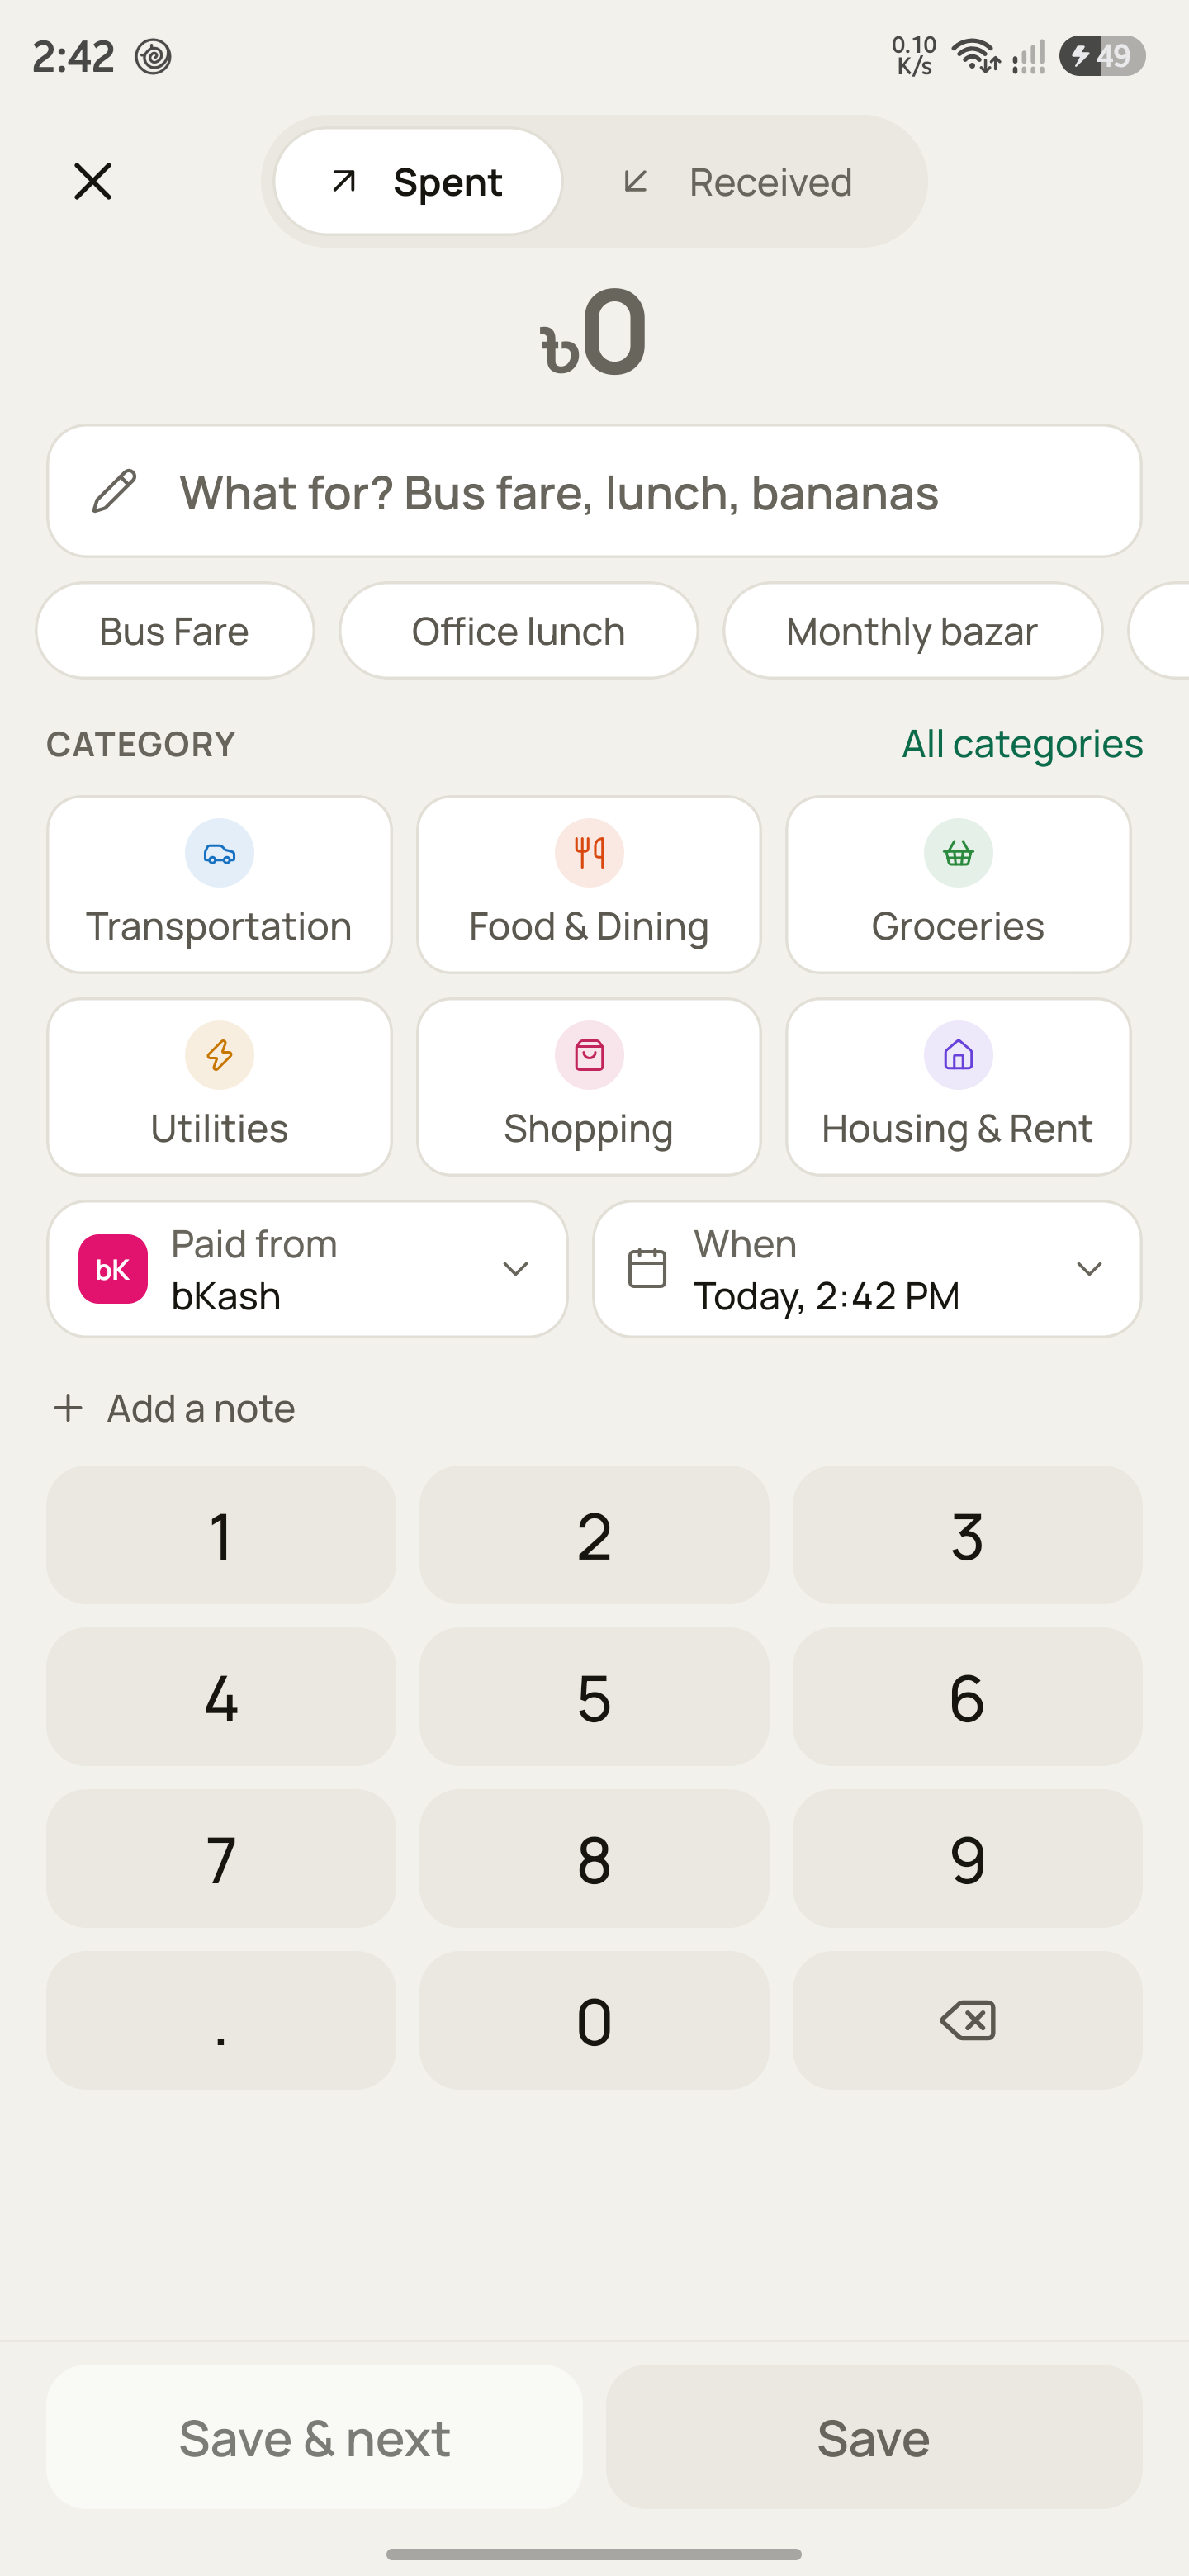 2:42
0.10
K/s
49
Spent
Received
৳0
What for? Bus fare, lunch, bananas
Bus Fare
Office lunch
Monthly bazar
CATEGORY
All categories
Transportation
Food & Dining
Groceries
Utilities
Shopping
Housing & Rent
bK
Paid from
bKash
When
Today, 2:42 PM
+ Add a note
1
2
3
4
5
6
7
8
9
.
0
Save & next
Save